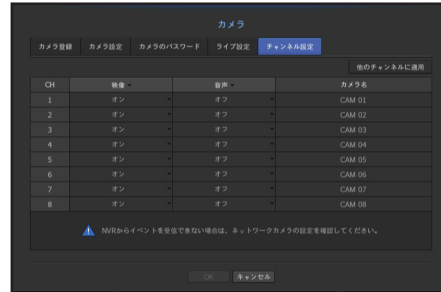 カメラ
カメラ登録 カメラ設定 カメラのパスワード ライブ設定 チャンネル設定
他のチャンネルに適用
CH 映像 音声 カメラ名
1 オン オフ CAM 01
2 オン オフ CAM 02
3 オン オフ CAM 03
4 オン オフ CAM 04
5 オン オフ CAM 05
6 オン オフ CAM 06
7 オン オフ CAM 07
8 オン オフ CAM 08
NVRからイベントを受信できない場合は、ネットワークカメラの設定を確認してください。
OK キャンセル